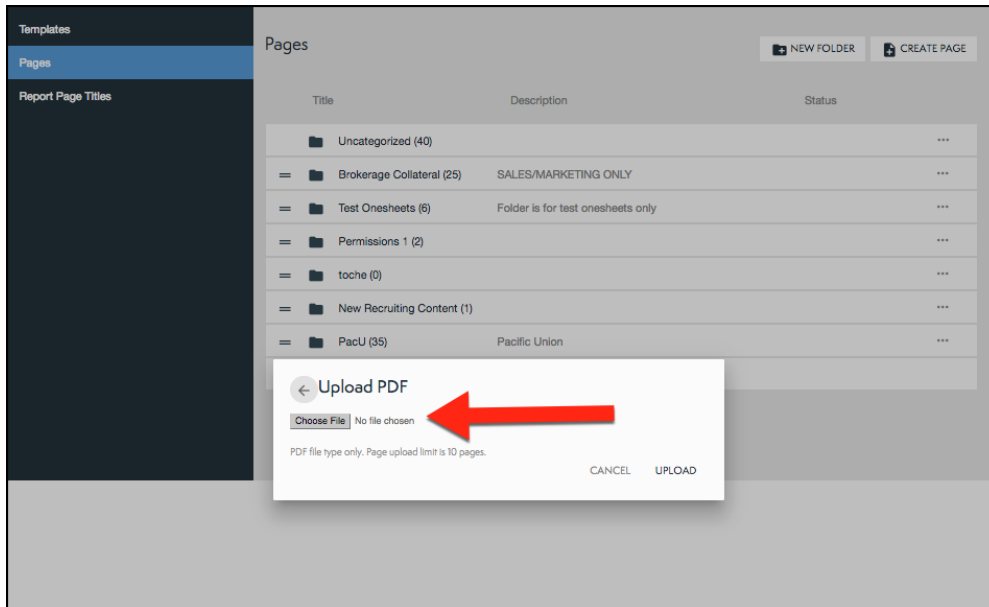 Templates
Pages
Report Page Titles
Pages
NEW FOLDER
CREATE PAGE
Title Description Status
Uncategorized (40)
Brokerage Collateral (25) SALES/MARKETING ONLY
Test Onesheets (6) Folder is for test onesheets only
Permissions 1 (2)
toche (0)
New Recruiting Content (1)
PacU (35) Pacific Union
Upload PDF
Choose File No file chosen
PDF file type only. Page upload limit is 10 pages.
CANCEL UPLOAD